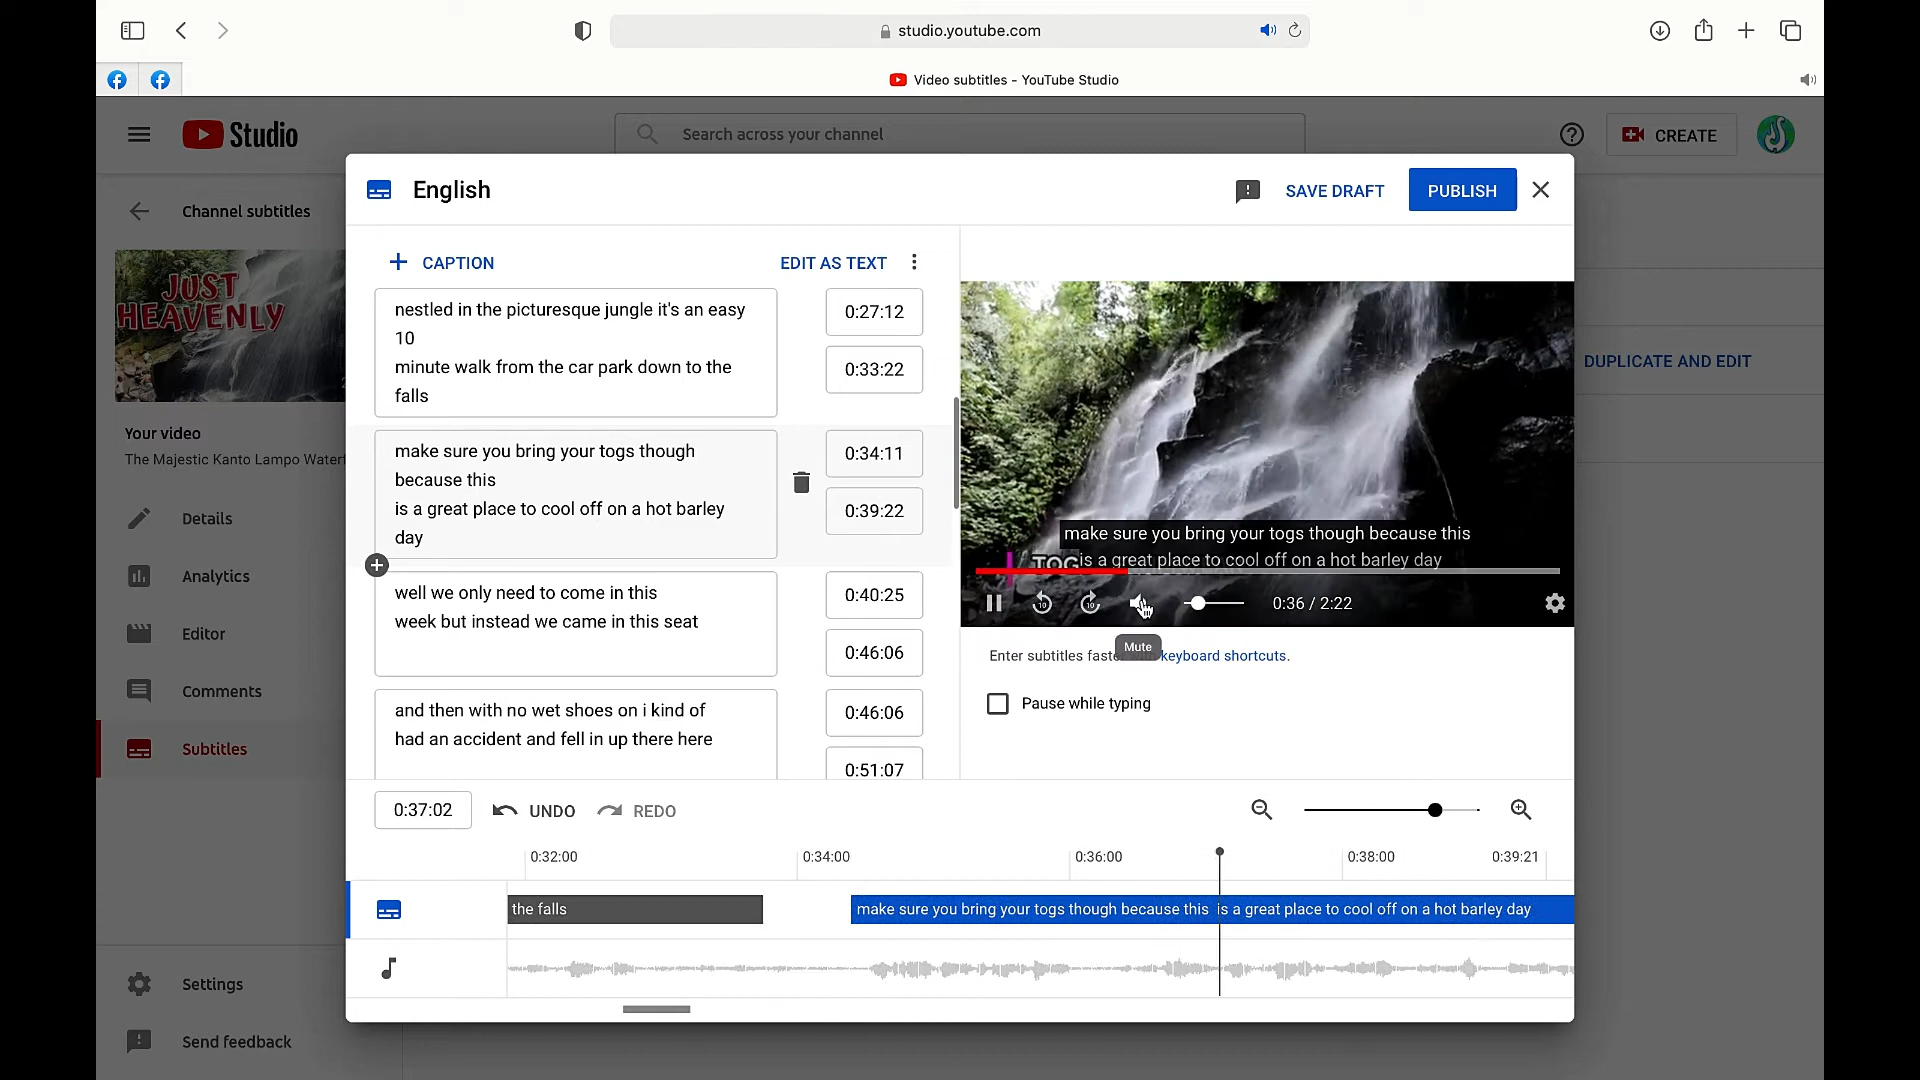 studio.youtube.com
Video subtitles - YouTube Studio
Studio
Search across your channel
CREATE
Channel subtitles
JUST
HEAVENLY
Your video
The Majestic Kanto Lampo Waterf
Details
Analytics
Editor
Comments
Subtitles
Settings
Send feedback
English
SAVE DRAFT
PUBLISH
+ CAPTION
EDIT AS TEXT
nestled in the picturesque jungle it's an easy
10
minute walk from the car park down to the
falls
0:27:12
0:33:22
make sure you bring your togs though
because this
is a great place to cool off on a hot barley
day
0:34:11
0:39:22
well we only need to come in this
week but instead we came in this seat
0:40:25
0:46:06
and then with no wet shoes on i kind of
had an accident and fell in up there here
0:46:06
0:51:07
make sure you bring your togs though because this
TOG
is a great place to cool off on a hot barley day
10
10
0:36 / 2:22
Mute
Enter subtitles faste
keyboard shortcuts.
Pause while typing
DUPLICATE AND EDIT
0:37:02
UNDO
REDO
0:32:00
0:34:00
0:36:00
0:38:00
0:39:21
the falls
make sure you bring your togs though because this is a great place to cool off on a hot barley day